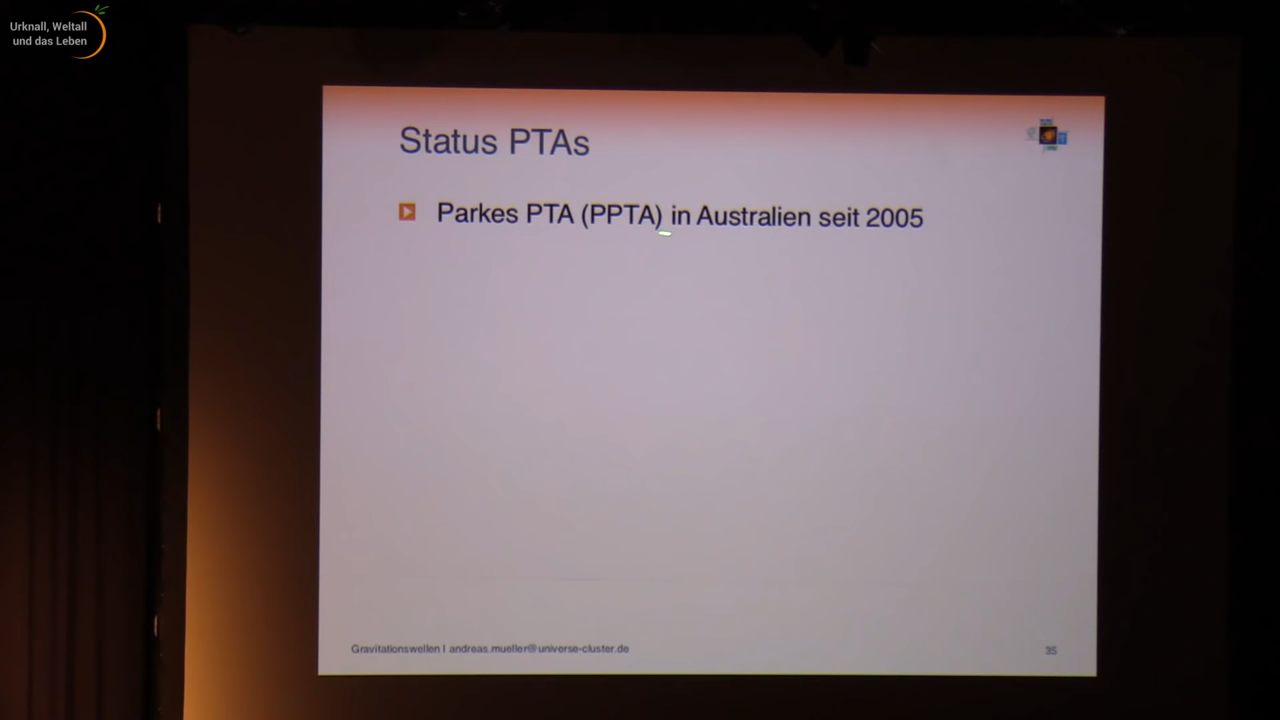 Urknall, Weltall
und das Leben
Status PTAs
Parkes PTA (PPTA) in Australien seit 2005
Gravitationswellen I andreas.mueller@universe-cluster.de
35